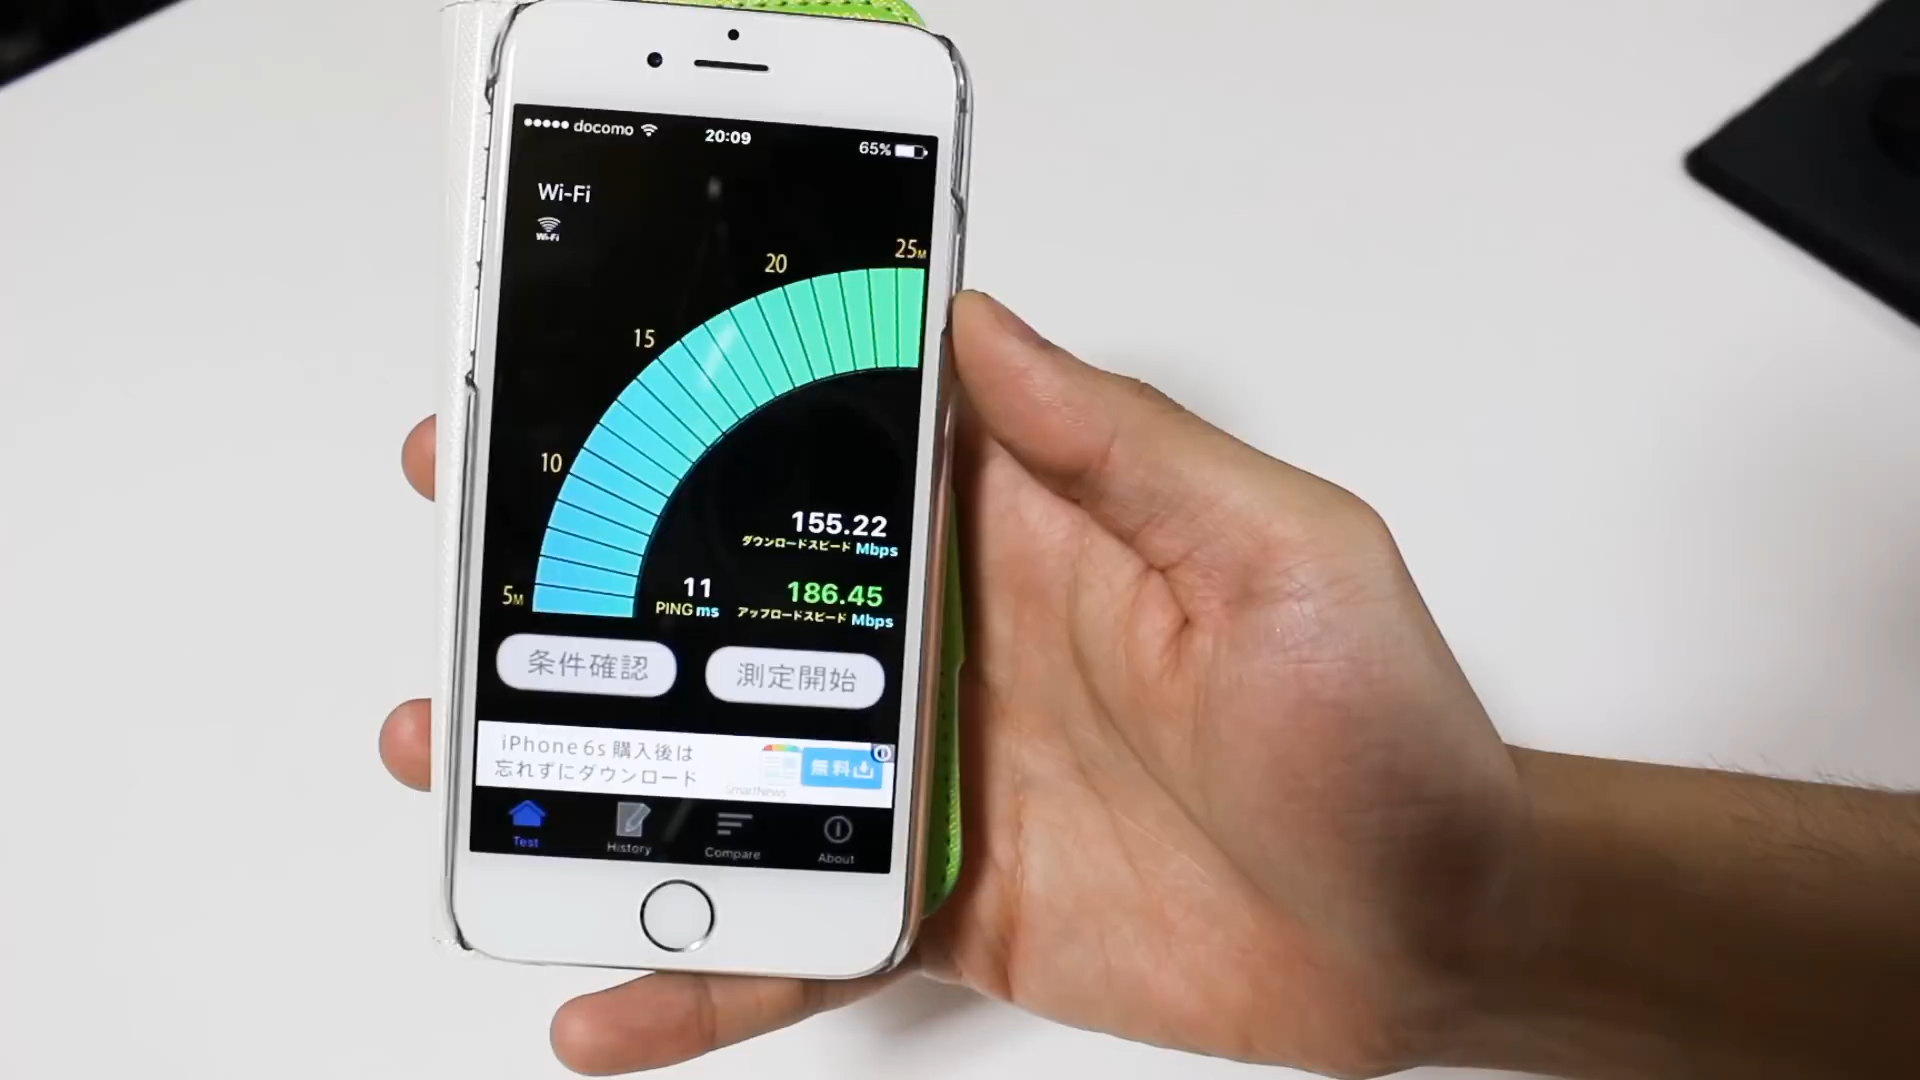 docomo
20:09
65%
Wi-Fi
Wi-Fi
25M
20
15
10
5M
155.22
ダウンロードスピード Mbps
11
PING ms
186.45
アップロードスピード Mbps
条件確認
測定開始
iPhone 6s 購入後は
忘れずにダウンロード
SmartNews
無料
Test
History
Compare
About